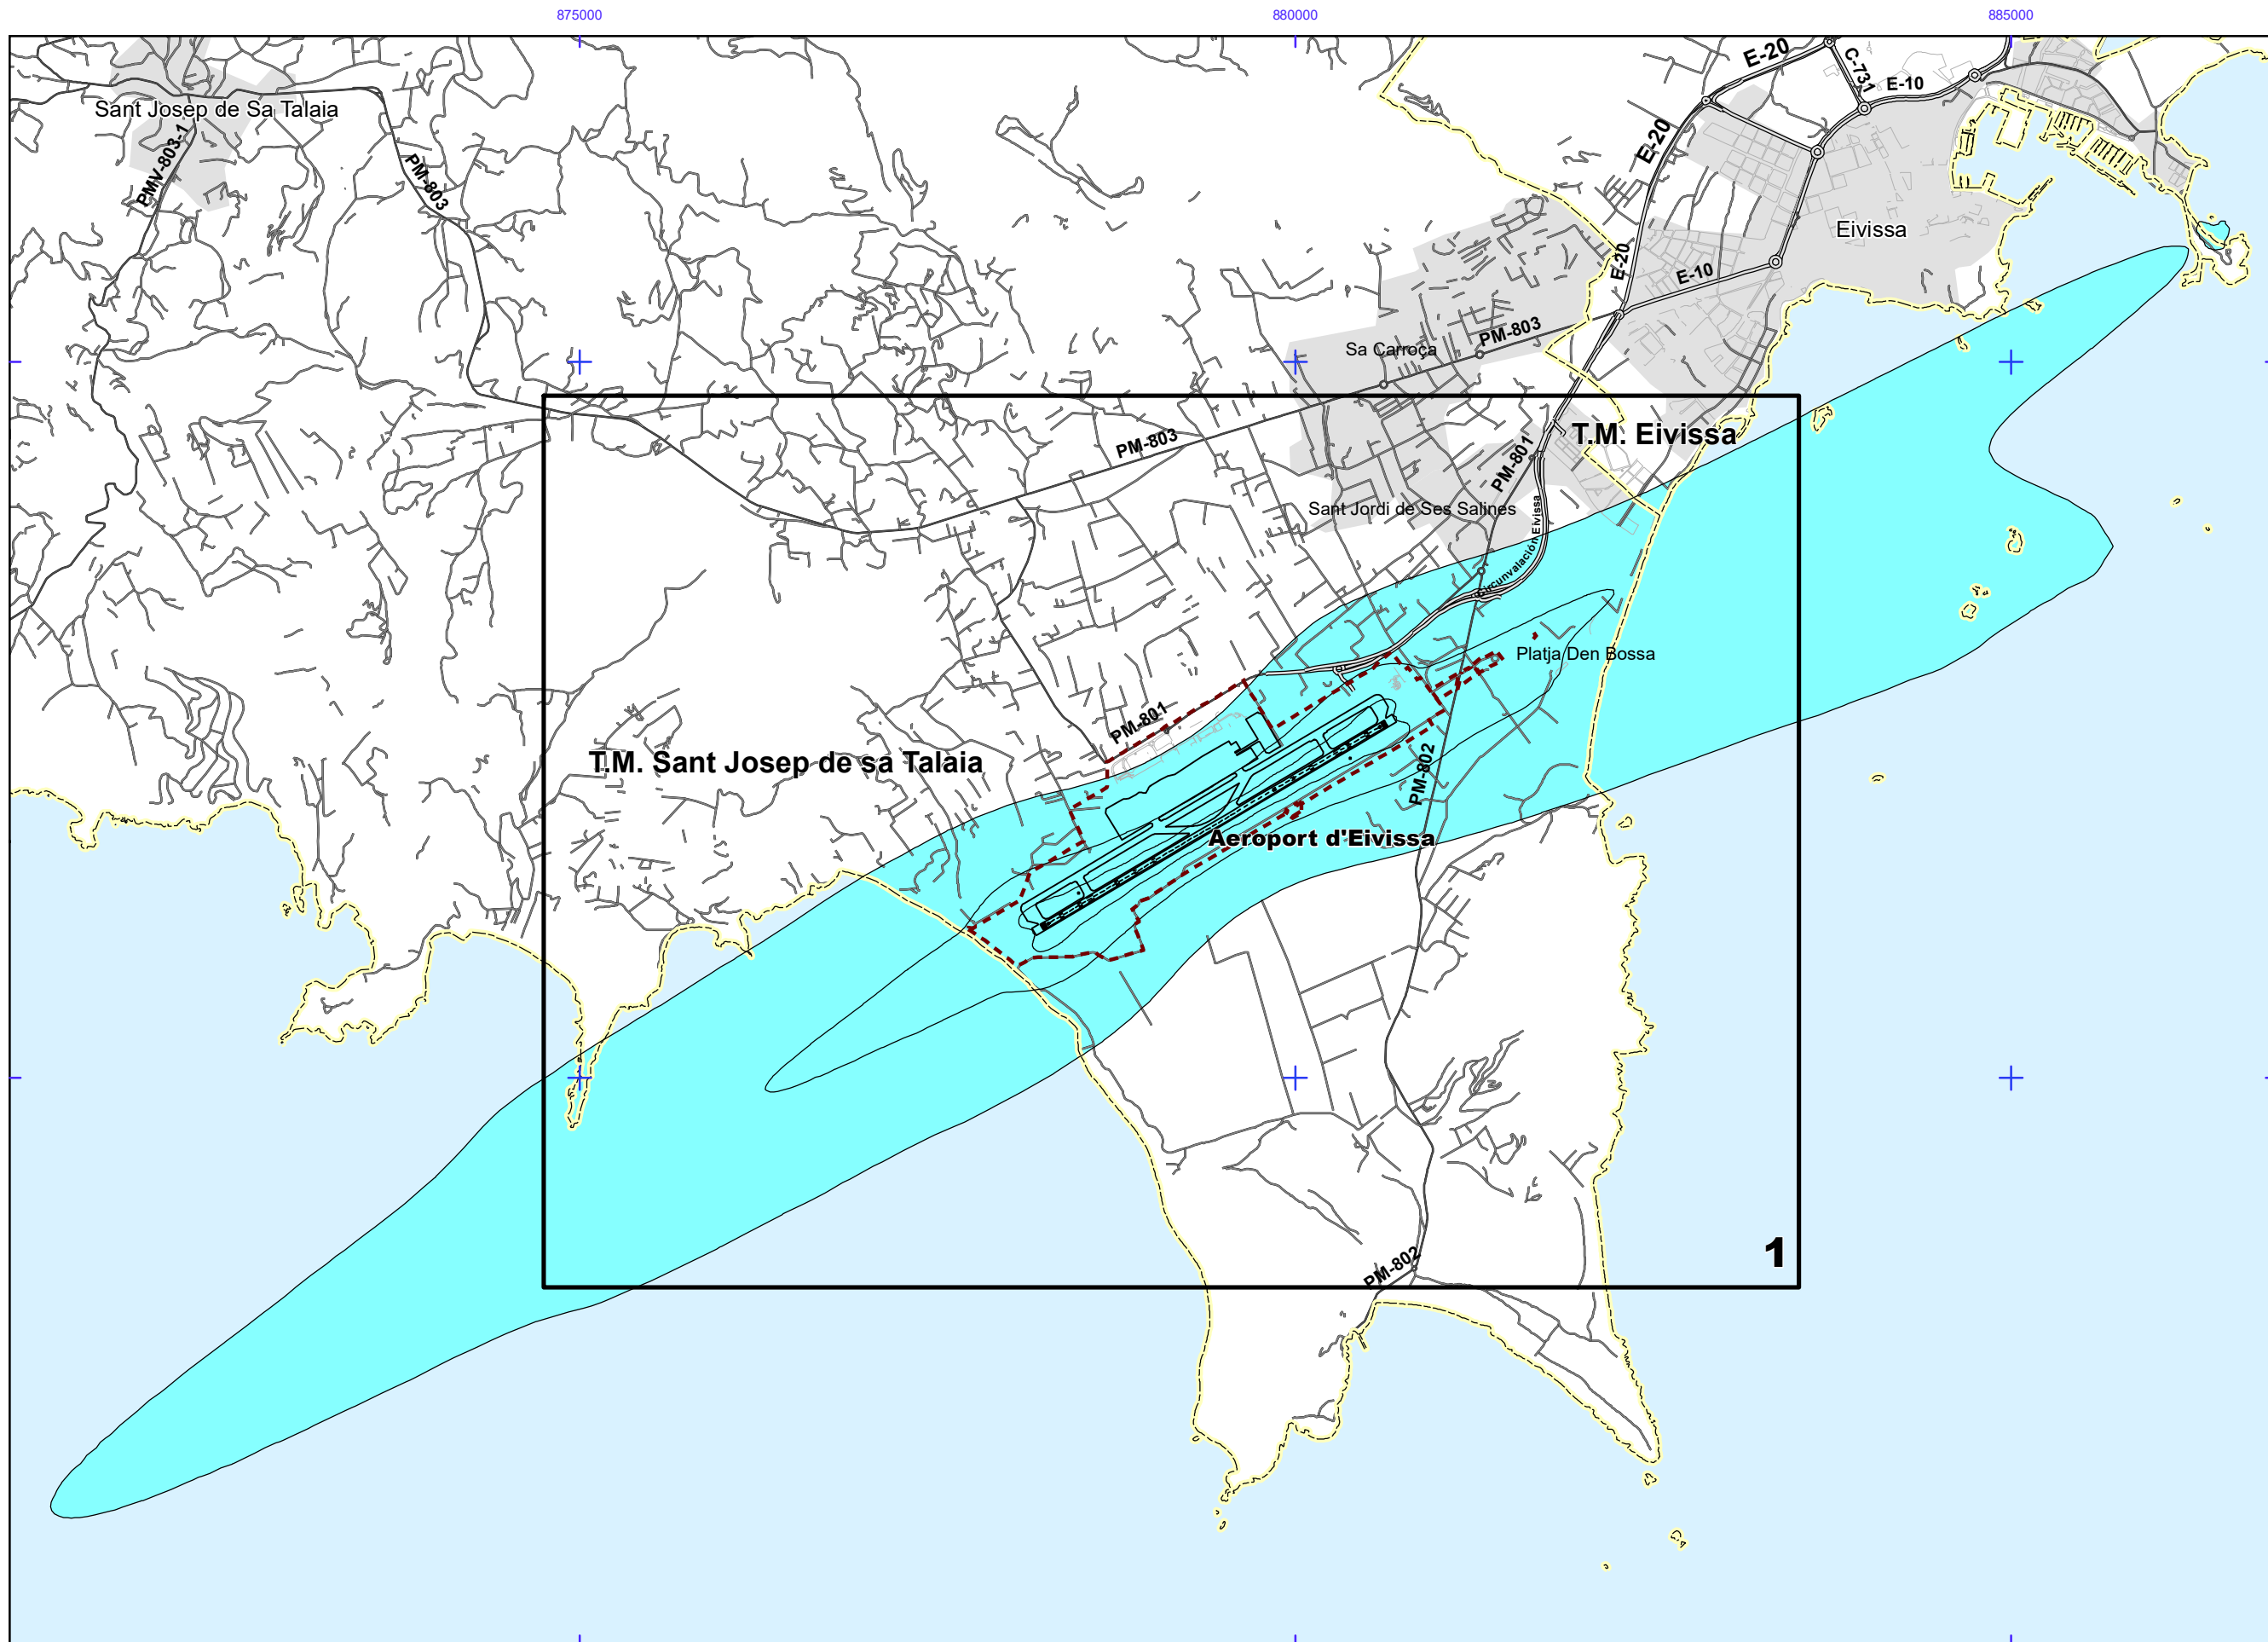 875000
880000
885000
E-20
C-731
E-10
Sant Josep de Sa Talaia
PMV-803-1
PM-803
E-20
Eivissa
E-20
E-10
PM-803
Sa Carroça
T.M. Eivissa
PM-803
PM-801
Sant Jordi de Ses Salines
Circunvalación Eivissa
Platja Den Bossa
PM-801
T.M. Sant Josep de sa Talaia
PM-802
Aeroport d'Eivissa
1
PM-802